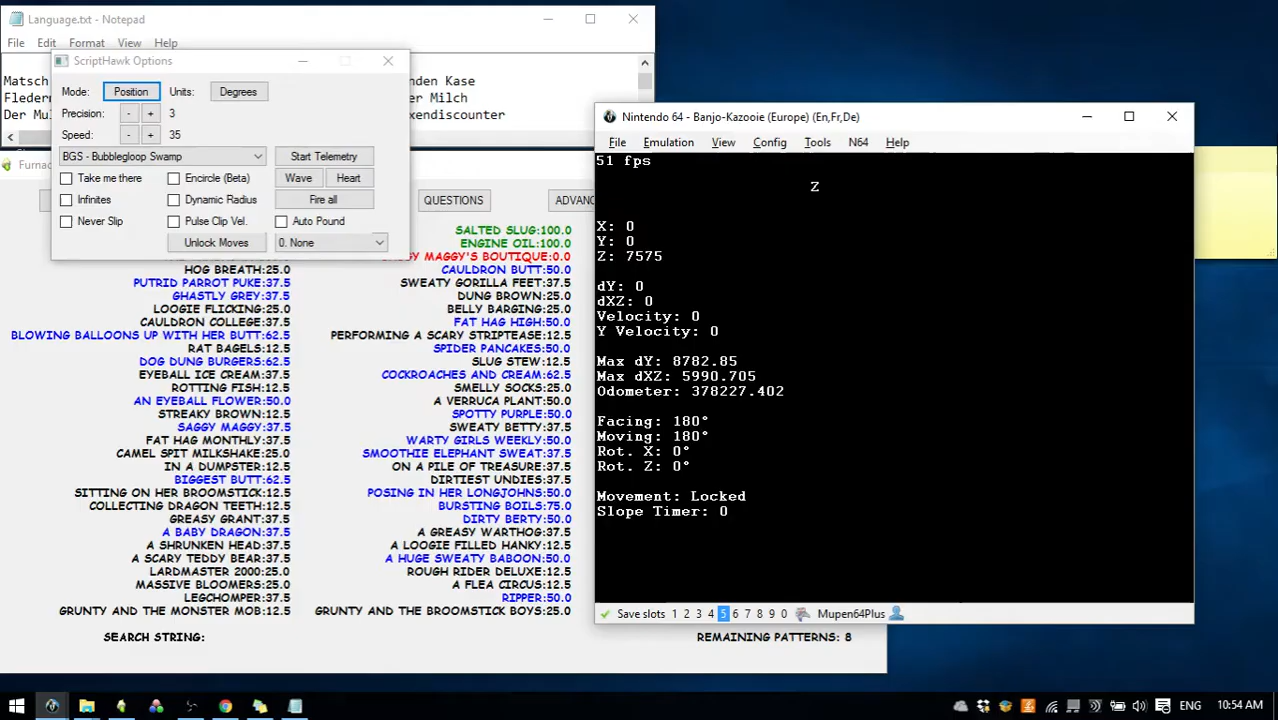 Language.txt - Notepad
File Edit Format View Help
Matsch
nden Kase
Fledern
er Milch
Der Mul
xendiscounter
ScriptHawk Options
Mode: Position Units: Degrees
Precision: - + 3
Speed: - + 35
BGS - Bubblegloop Swamp Start Telemetry
Take me there Encircle (Beta) Wave Heart
Infinites Dynamic Radius Fire all
Never Slip Pulse Clip Vel. Auto Pound
Unlock Moves 0. None
Furnac
QUESTIONS
ADVANC
SALTED SLUG:100.0
ENGINE OIL:100.0
GY MAGGY'S BOUTIQUE:0.0
HOG BREATH:25.0
CAULDRON BUTT:50.0
PUTRID PARROT PUKE:37.5
SWEATY GORILLA FEET:37.5
GHASTLY GREY:37.5
DUNG BROWN:25.0
LOOGIE FLICKING:25.0
BELLY BARGING:25.0
CAULDRON COLLEGE:37.5
FAT HAG HIGH:50.0
BLOWING BALLOONS UP WITH HER BUTT:62.5
PERFORMING A SCARY STRIPTEASE:12.5
RAT BAGELS:12.5
SPIDER PANCAKES:50.0
DOG DUNG BURGERS:62.5
SLUG STEW:12.5
EYEBALL ICE CREAM:37.5
COCKROACHES AND CREAM:62.5
ROTTING FISH:12.5
SMELLY SOCKS:25.0
AN EYEBALL FLOWER:50.0
A VERRUCA PLANT:50.0
STREAKY BROWN:12.5
SPOTTY PURPLE:50.0
SAGGY MAGGY:37.5
SWEATY BETTY:37.5
FAT HAG MONTHLY:37.5
WARTY GIRLS WEEKLY:50.0
CAMEL SPIT MILKSHAKE:25.0
SMOOTHIE ELEPHANT SWEAT:37.5
IN A DUMPSTER:12.5
ON A PILE OF TREASURE:37.5
BIGGEST BUTT:62.5
DIRTIEST UNDIES:37.5
SITTING ON HER BROOMSTICK:12.5
POSING IN HER LONGJOHNS:50.0
COLLECTING DRAGON TEETH:12.5
BURSTING BOILS:75.0
GREASY GRANT:37.5
DIRTY BERTY:50.0
A BABY DRAGON:37.5
A GREASY WARTHOG:37.5
A SHRUNKEN HEAD:37.5
A LOOGIE FILLED HANKY:12.5
A SCARY TEDDY BEAR:37.5
A HUGE SWEATY BABOON:50.0
LARDMASTER 2000:25.0
ROUGH RIDER DELUXE:12.5
MASSIVE BLOOMERS:25.0
A FLEA CIRCUS:12.5
LEGCHOMPER:37.5
RIPPER:50.0
GRUNTY AND THE MONSTER MOB:12.5
GRUNTY AND THE BROOMSTICK BOYS:25.0
SEARCH STRING:
REMAINING PATTERNS: 8
Nintendo 64 - Banjo-Kazooie (Europe) (En,Fr,De)
File Emulation View Config Tools N64 Help
51 fps
Z
X: 0
Y: 0
Z: 7575
dY: 0
dXZ: 0
Velocity: 0
Y Velocity: 0
Max dY: 8782.85
Max dXZ: 5990.705
Odometer: 378227.402
Facing: 180°
Moving: 180°
Rot. X: 0°
Rot. Z: 0°
Movement: Locked
Slope Timer: 0
Save slots 1 2 3 4 5 6 7 8 9 0 Mupen64Plus
ENG 10:54 AM